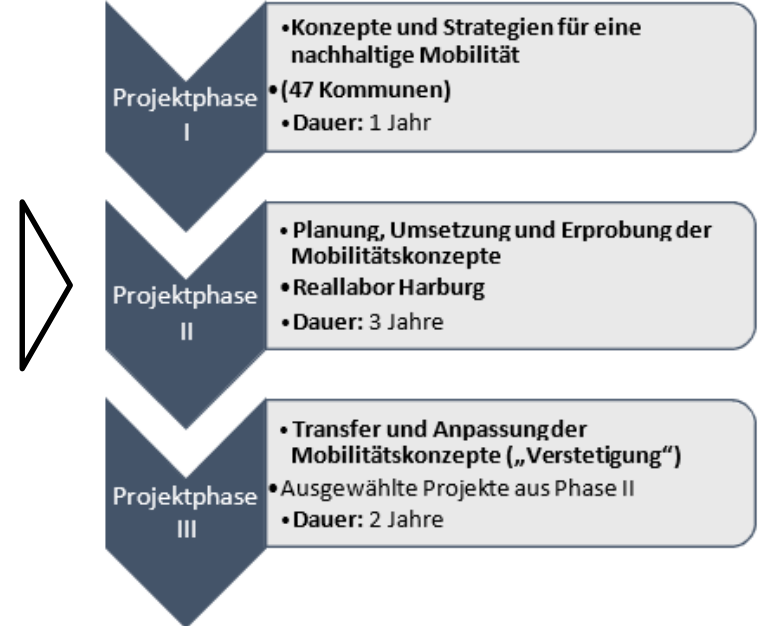 Projektphase
I
•Konzepte und Strategien für eine
nachhaltige Mobilität
•(47 Kommunen)
•Dauer: 1 Jahr
Projektphase
II
• Planung, Umsetzung und Erprobung der
Mobilitätskonzepte
•Reallabor Harburg
•Dauer: 3 Jahre
Projektphase
III
• Transfer und Anpassung der
Mobilitätskonzepte („Verstetigung“)
•Ausgewählte Projekte aus Phase II
•Dauer: 2 Jahre